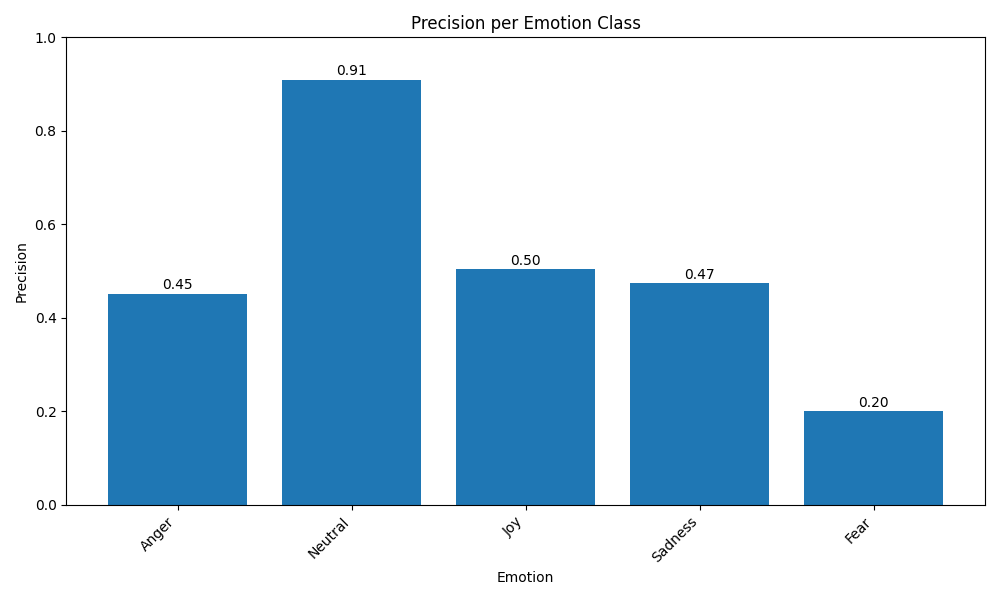 Precision per Emotion Class
1.0
0.8
0.6
0.4
0.2
0.0
Precision
0.45
0.91
0.50
0.47
0.20
Anger
Neutral
Joy
Sadness
Fear
Emotion